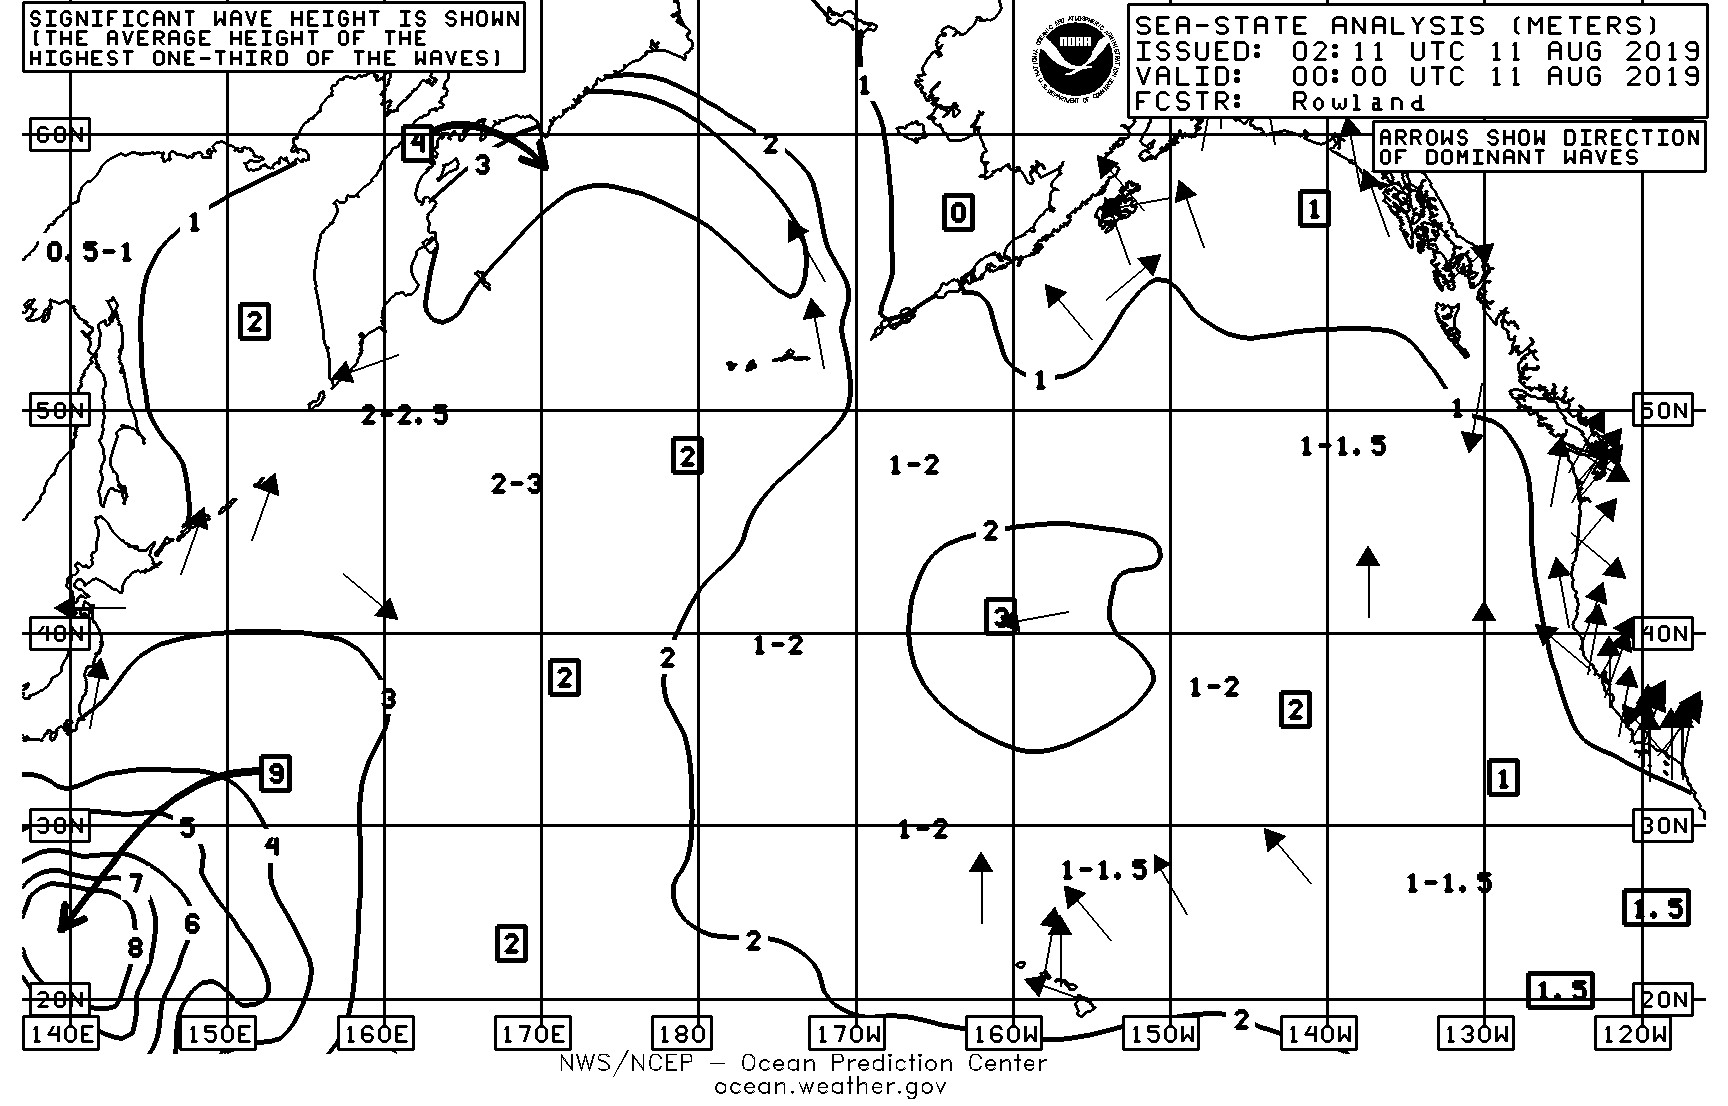 SIGNIFICANT WAVE HEIGHT IS SHOWN
(THE AVERAGE HEIGHT OF THE
HIGHEST ONE-THIRD OF THE WAVES)
NOAA
SEA-STATE ANALYSIS (METERS)
ISSUED: 02:11 UTC 11 AUG 2019
VALID: 00:00 UTC 11 AUG 2019
FCSTR: Rowland
ARROWS SHOW DIRECTION
OF DOMINANT WAVES
1
60N
4
3
2
1
0
1
0.5-1
2
1
50N
2-2.5
1
50N
1-1.5
2
1-2
2-3
2
3
40N
1-2
2
40N
2
1-2
3
2
9
1
30N
5
1-2
30N
4
1-1.5
7
1-1.5
6
1.5
8
2
2
1.5
20N
20N
2
140E 150E 160E 170E 180 170W 160W 150W 140W 130W 120W
NWS/NCEP – Ocean Prediction Center
ocean.weather.gov